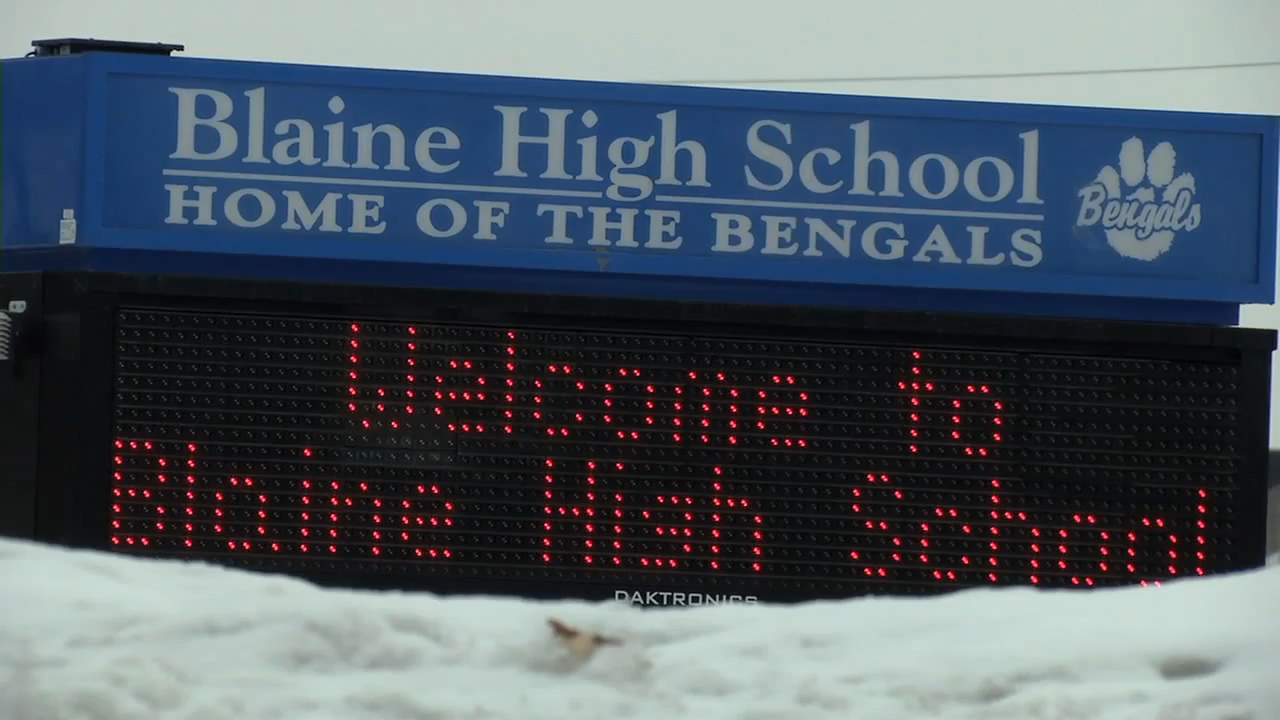 Blaine High School
HOME OF THE BENGALS
Bengals
Welcome to
Blaine High School
DAKTRONICS